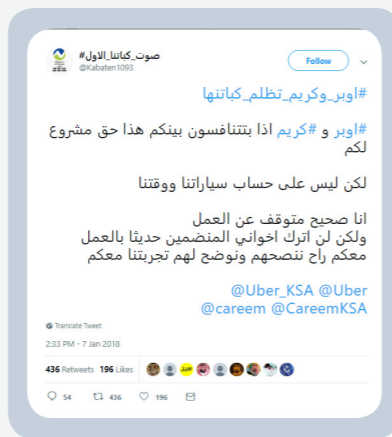 صوت_كباتنا_الاول#
@Kabaten1093
Follow
#اوبر_وكريم_تظلم_كباتنها
#اوبر و #كريم اذا بتتنافسون بينكم هذا حق مشروع
لكم
لكن ليس على حساب سياراتنا ووقتنا
انا صحيح متوقف عن العمل
ولكن لن اترك اخواني المنضمين حديثا بالعمل
معكم راح ننصحهم ونوضح لهم تجربتنا معكم
@Uber_KSA @Uber
@careem @CareemKSA
Translate Tweet
2:33 PM - 7 Jan 2018
436 Retweets 196 Likes
54 436 196